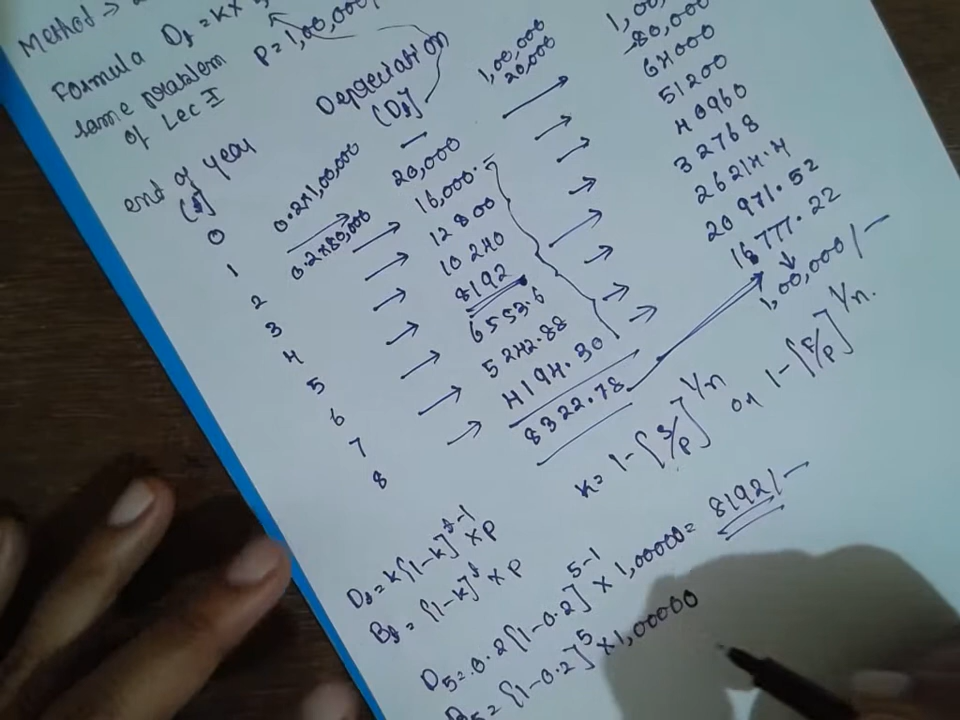 Method →
Formula Dt = K×
same problem P=1,00,000/
of Lec I
end of year Depreciation
(t) (Dt)
0 — 1,00,000 1,00,
1 0.2×1,00,000 → 20,000 20,000 → 80,000
2 0.2×80,000 → 16,000. → 64000
3 → 12800 → 51200
4 → 10240 → 40960
5 → 8192 → 32768
6 → 6553.6 → 26214.4
7 → 5242.88 → 20971.52
8 → 4194.30 → 16777.22
8322.78
1,00,000/-
K= 1-[S/P]^1/n or 1-[F/P]^1/n.
Dt = K[1-K]^t-1 ×P
Bt = [1-K]^t ×P
D5=0.2[1-0.2]^5-1 ×1,00000= 8192/-
B5= [1-0.2]^5 ×1,00000